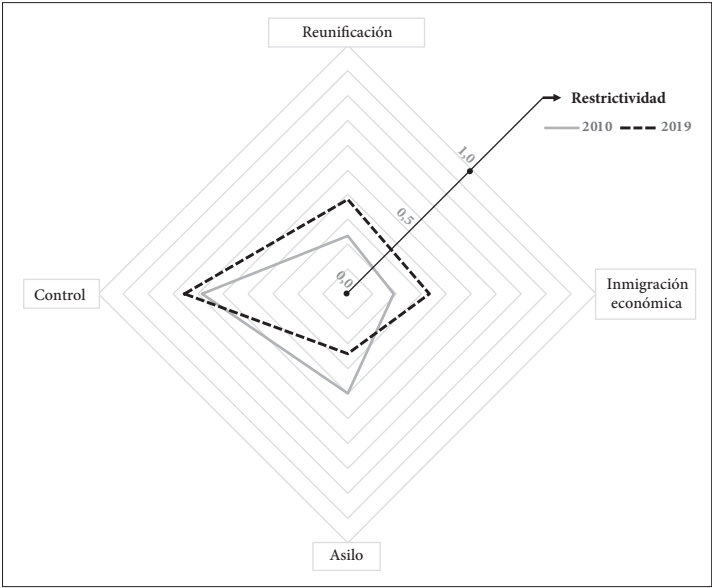 Reunificación
Restrictividad
2010 2019
1,0
0,5
0,0
Control
Inmigración
económica
Asilo